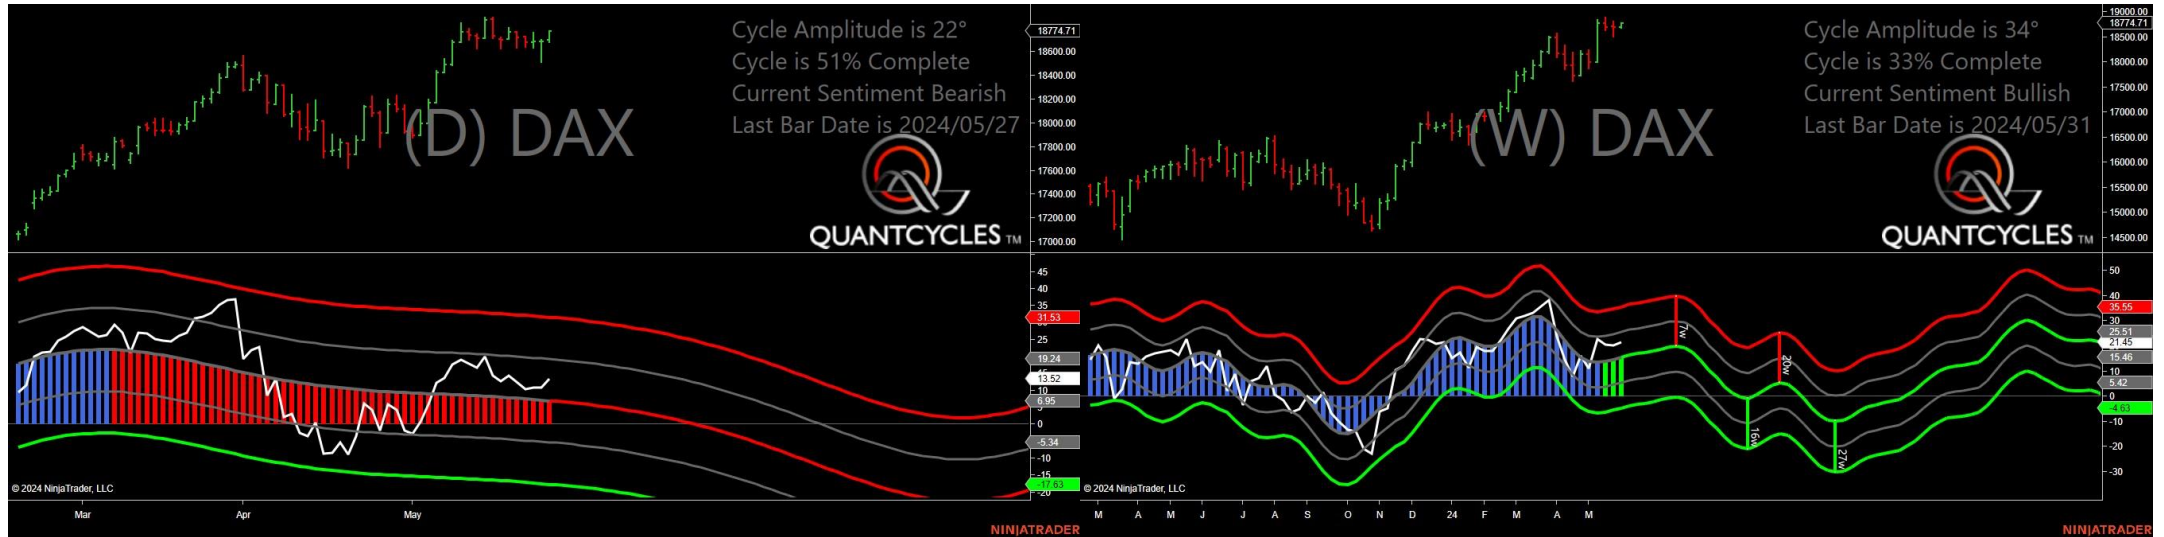 Cycle Amplitude is 22°
Cycle is 51% Complete
Current Sentiment Bearish
Last Bar Date is 2024/05/27
(D) DAX
QUANTCYCLES TM
18774.71
18600.00
18400.00
18200.00
18000.00
17800.00
17600.00
17400.00
17200.00
17000.00
45
40
35
31.53
25
19.24
13.52
10
6.95
5
0
-5.34
-10
-15
-17.63
-20
© 2024 NinjaTrader, LLC
Mar Apr May
NINJATRADER
Cycle Amplitude is 34°
Cycle is 33% Complete
Current Sentiment Bullish
Last Bar Date is 2024/05/31
(W) DAX
QUANTCYCLES TM
19000.00
18774.71
18500.00
18000.00
17500.00
17000.00
16500.00
16000.00
15500.00
15000.00
14500.00
7w
20w
16w
27w
50
40
35.55
30
25.51
21.45
15.46
10
5.42
0
-4.63
-10
-20
-30
© 2024 NinjaTrader, LLC
M A M J J A S O N D 24 F M A M
NINJATRADER